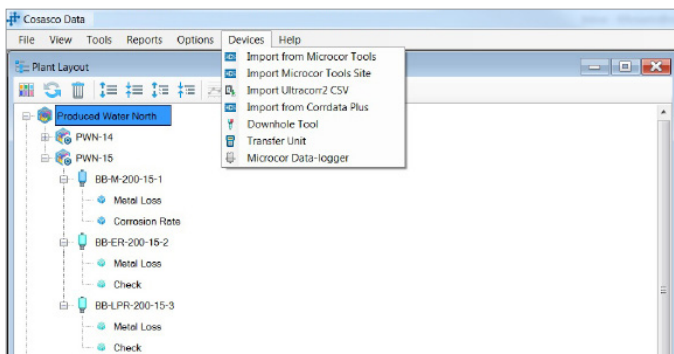 Cosasco Data
File View Tools Reports Options Devices Help
Plant Layout
Import from Microcor Tools
Import Microcor Tools Site
Import Ultracorr2 CSV
Import from Corrdata Plus
Downhole Tool
Transfer Unit
Microcor Data-logger
Produced Water North
PWN-14
PWN-15
BB-M-200-15-1
Metal Loss
Corrosion Rate
BB-ER-200-15-2
Metal Loss
Check
BB-LPR-200-15-3
Metal Loss
Check